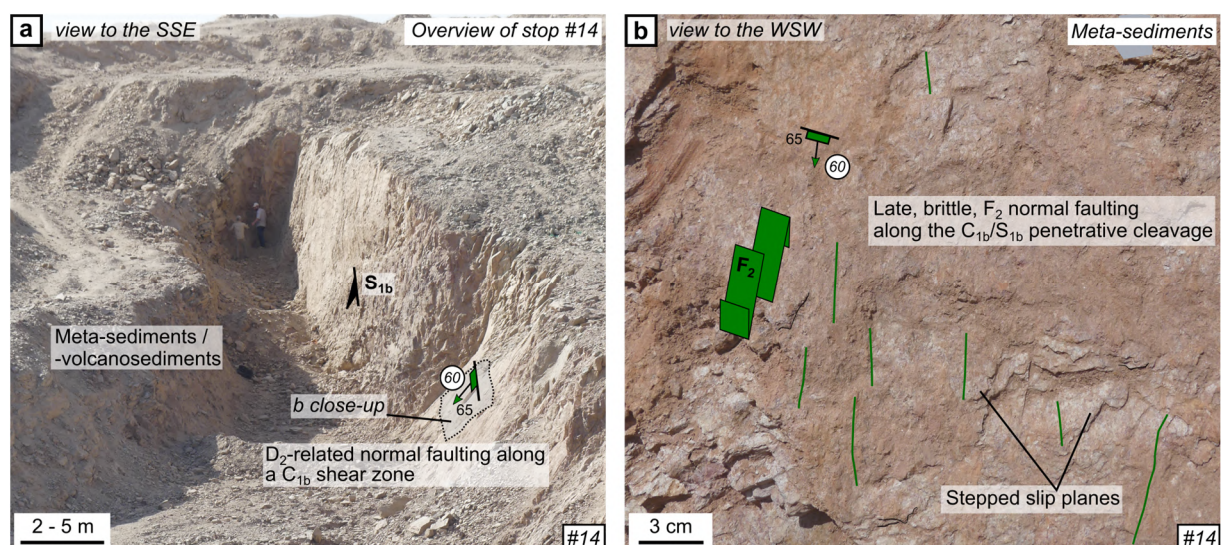 a
view to the SSE
Overview of stop #14
S1b
Meta-sediments /
-volcanosediments
60
65
b close-up
D2-related normal faulting along
a C1b shear zone
2 - 5 m
#14
b
view to the WSW
Meta-sediments
65
60
Late, brittle, F2 normal faulting
along the C1b/S1b penetrative cleavage
F2
Stepped slip planes
3 cm
#14